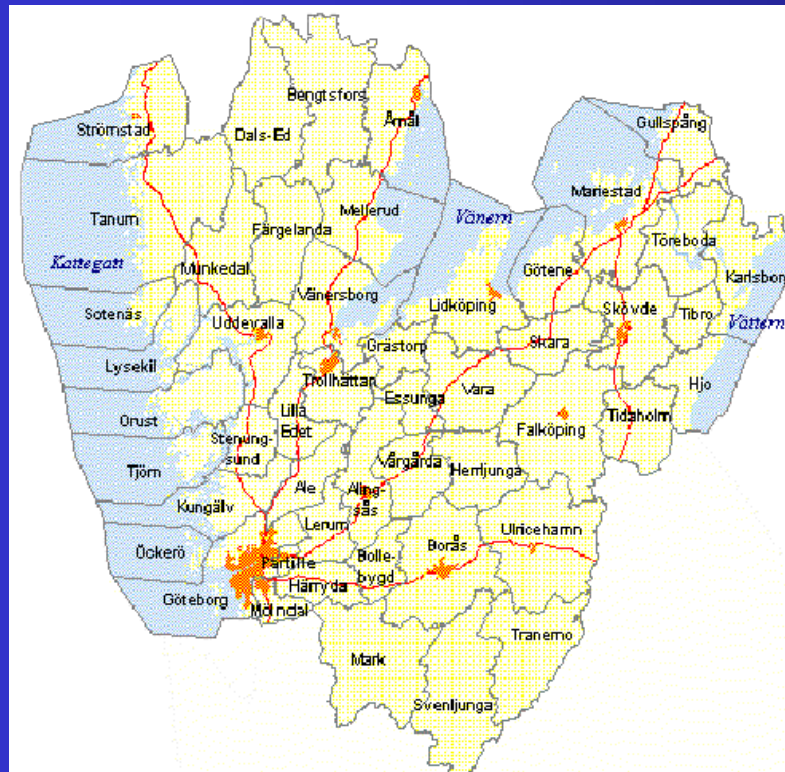 Bengtsfors
Åmål
Gullspång
Strömstad
Dals-Ed
Mariestad
Tanum
Mellerud
Vänern
Färgelanda
Töreboda
Kattegatt
Munkedal
Götene
Karlsborg
Vänersborg
Lidköping
Skövde
Sotenäs
Tibro
Uddevalla
Vättern
Grästorp
Skara
Lysekil
Trollhättan
Essunga
Vara
Hjo
Orust
Lilla
Edet
Tidaholm
Stenung-
sund
Falköping
Tjörn
Vårgårda
Herrljunga
Ale
Aling-
sås
Kungälv
Lerum
Ulricehamn
Öckerö
Partille
Bolle-
bygd
Borås
Härryda
Göteborg
Mölndal
Tranemo
Mark
Svenljunga